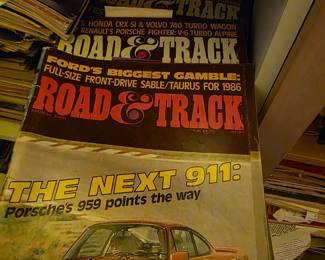 HONDA CRX SI & VOLVO 740 TURBO WAGON
RENAULT'S PORSCHE FIGHTER: V-6 TURBO ALPINE
ROAD & TRACK
FORD'S BIGGEST GAMBLE:
FULL-SIZE FRONT-DRIVE SABLE/TAURUS FOR 1986
ROAD & TRACK
THE NEXT 911:
Porsche's 959 points the way